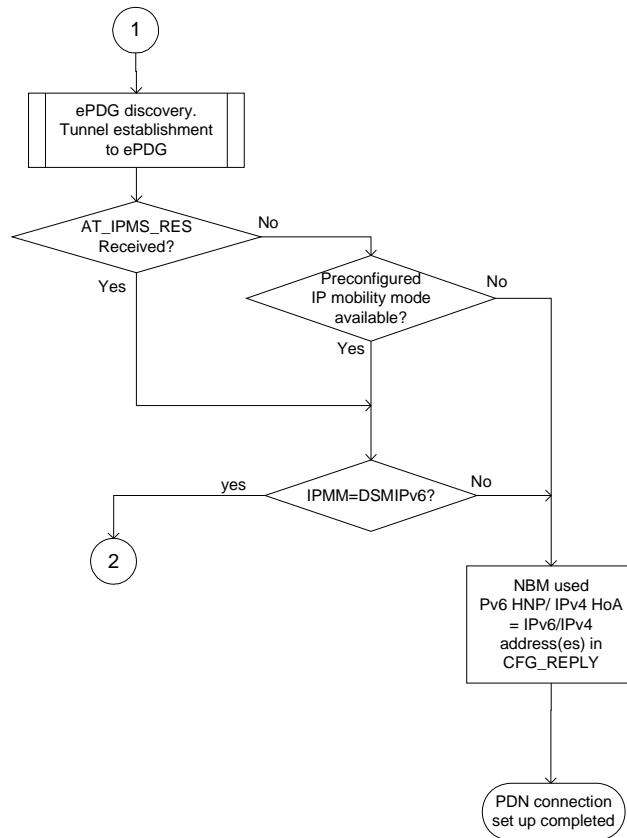 1
ePDG discovery.
Tunnel establishment
to ePDG
AT_IPMS_RES
Received?
No
Yes
Preconfigured
IP mobility mode
available?
No
Yes
IPMM=DSMIPv6?
yes
No
2
NBM used
Pv6 HNP/ IPv4 HoA
= IPv6/IPv4
address(es) in
CFG_REPLY
PDN connection
set up completed